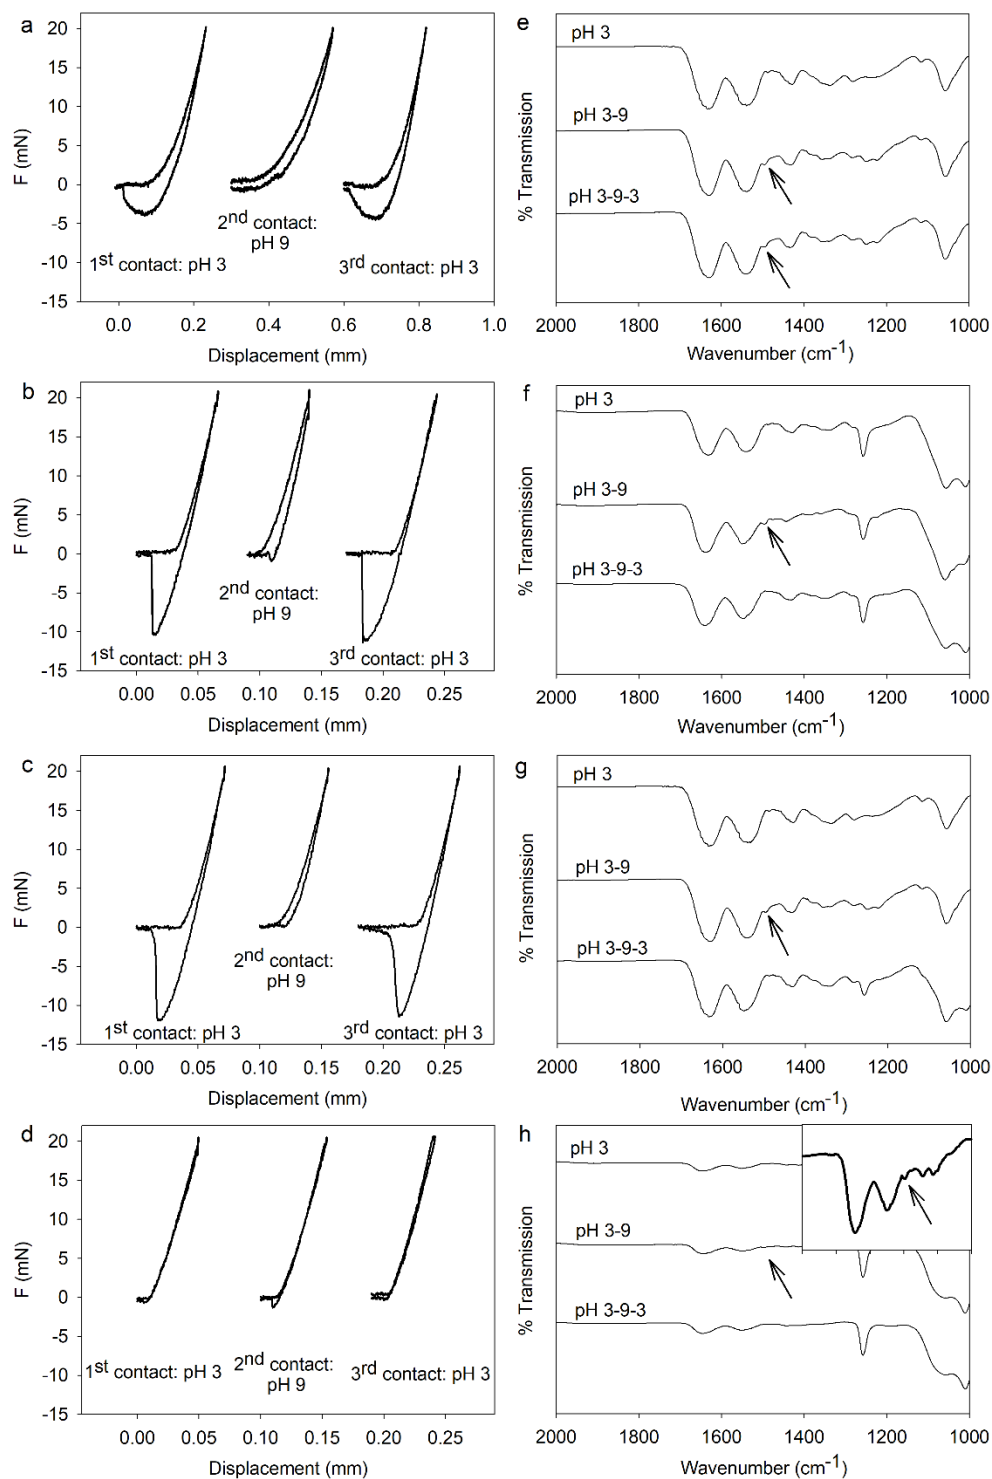 a
20
15
10
5
0
-5
-10
-15
F (mN)
1st contact: pH 3
2nd contact:
pH 9
3rd contact: pH 3
0.0 0.2 0.4 0.6 0.8 1.0
Displacement (mm)
e
pH 3
pH 3-9
pH 3-9-3
% Transmission
2000 1800 1600 1400 1200 1000
Wavenumber (cm-1)
b
20
15
10
5
0
-5
-10
-15
F (mN)
1st contact: pH 3
2nd contact:
pH 9
3rd contact: pH 3
0.00 0.05 0.10 0.15 0.20 0.25
Displacement (mm)
f
pH 3
pH 3-9
pH 3-9-3
% Transmission
2000 1800 1600 1400 1200 1000
Wavenumber (cm-1)
c
20
15
10
5
0
-5
-10
-15
F (mN)
1st contact: pH 3
2nd contact:
pH 9
3rd contact: pH 3
0.00 0.05 0.10 0.15 0.20 0.25
Displacement (mm)
g
pH 3
pH 3-9
pH 3-9-3
% Transmission
2000 1800 1600 1400 1200 1000
Wavenumber (cm-1)
d
20
15
10
5
0
-5
-10
-15
F (mN)
1st contact: pH 3
2nd contact:
pH 9
3rd contact: pH 3
0.00 0.05 0.10 0.15 0.20 0.25
Displacement (mm)
h
pH 3
pH 3-9
pH 3-9-3
% Transmission
2000 1800 1600 1400 1200 1000
Wavenumber (cm-1)